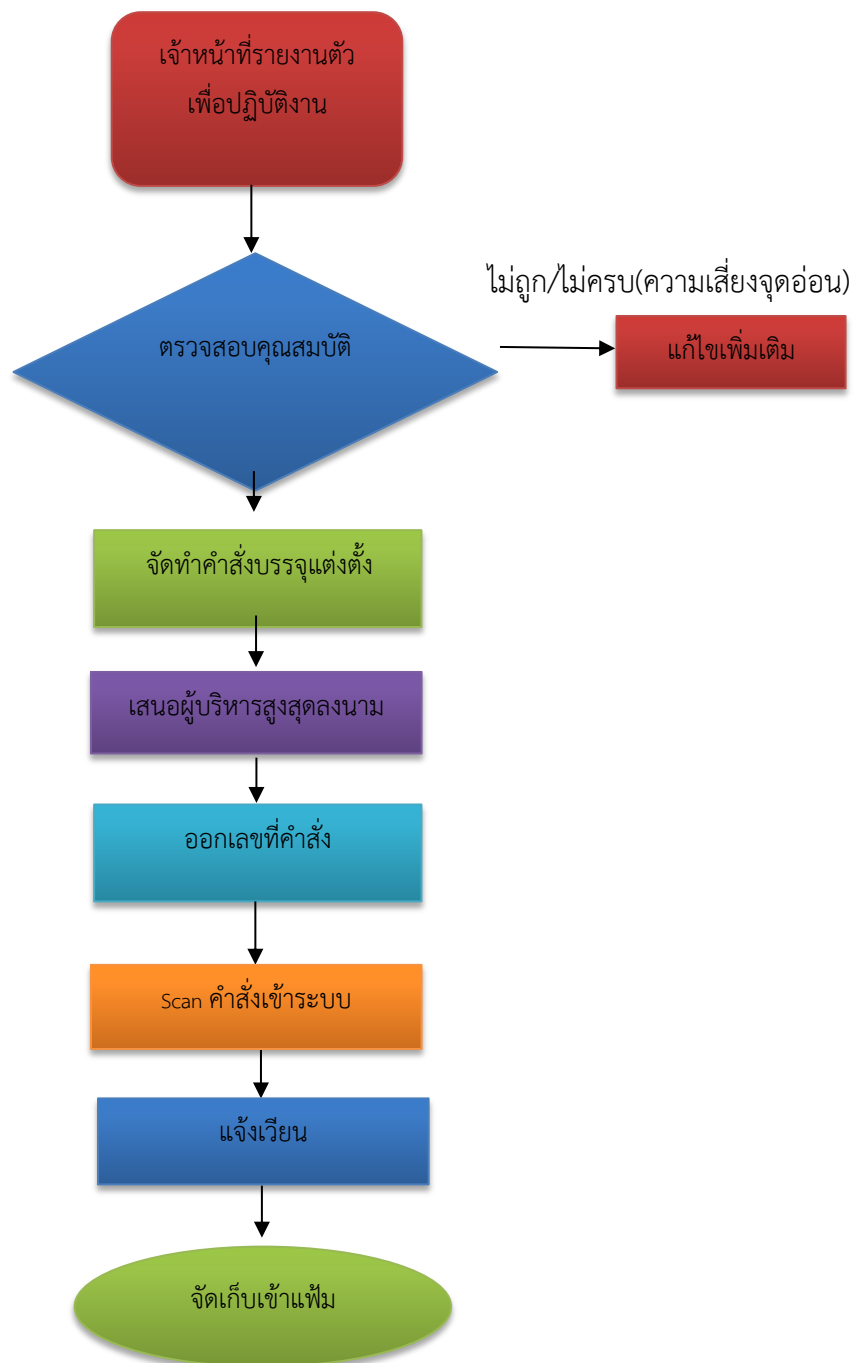 เจ้าหน้าที่รายงานตัว
เพื่อปฏิบัติงาน
ไม่ถูก/ไม่ครบ(ความเสี่ยงจุดอ่อน)
ตรวจสอบคุณสมบัติ
แก้ไขเพิ่มเติม
จัดทำคำสั่งบรรจุแต่งตั้ง
เสนอผู้บริหารสูงสุดลงนาม
ออกเลขที่คำสั่ง
Scan คำสั่งเข้าระบบ
แจ้งเวียน
จัดเก็บเข้าแฟ้ม